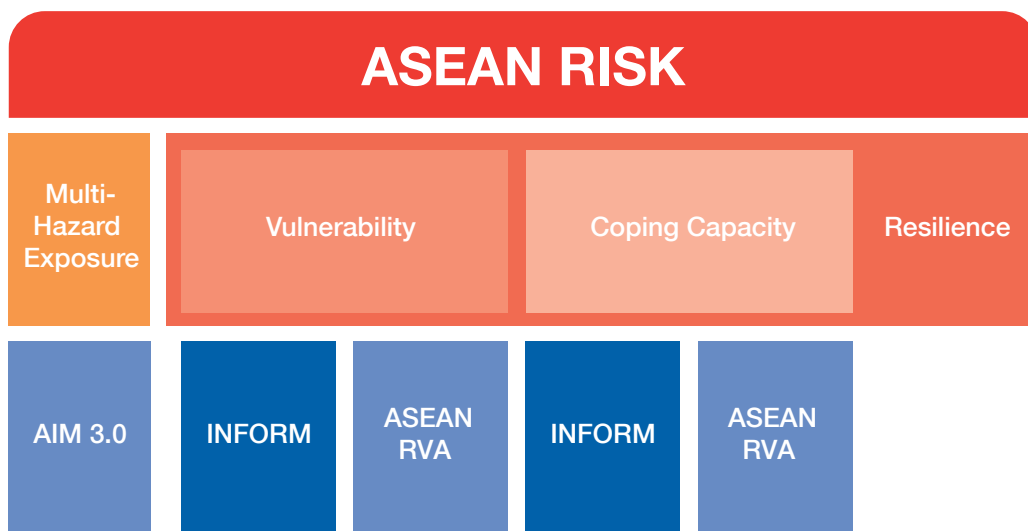 ASEAN RISK
Multi-
Hazard
Exposure
Vulnerability
Coping Capacity
Resilience
AIM 3.0
INFORM
ASEAN
RVA
INFORM
ASEAN
RVA